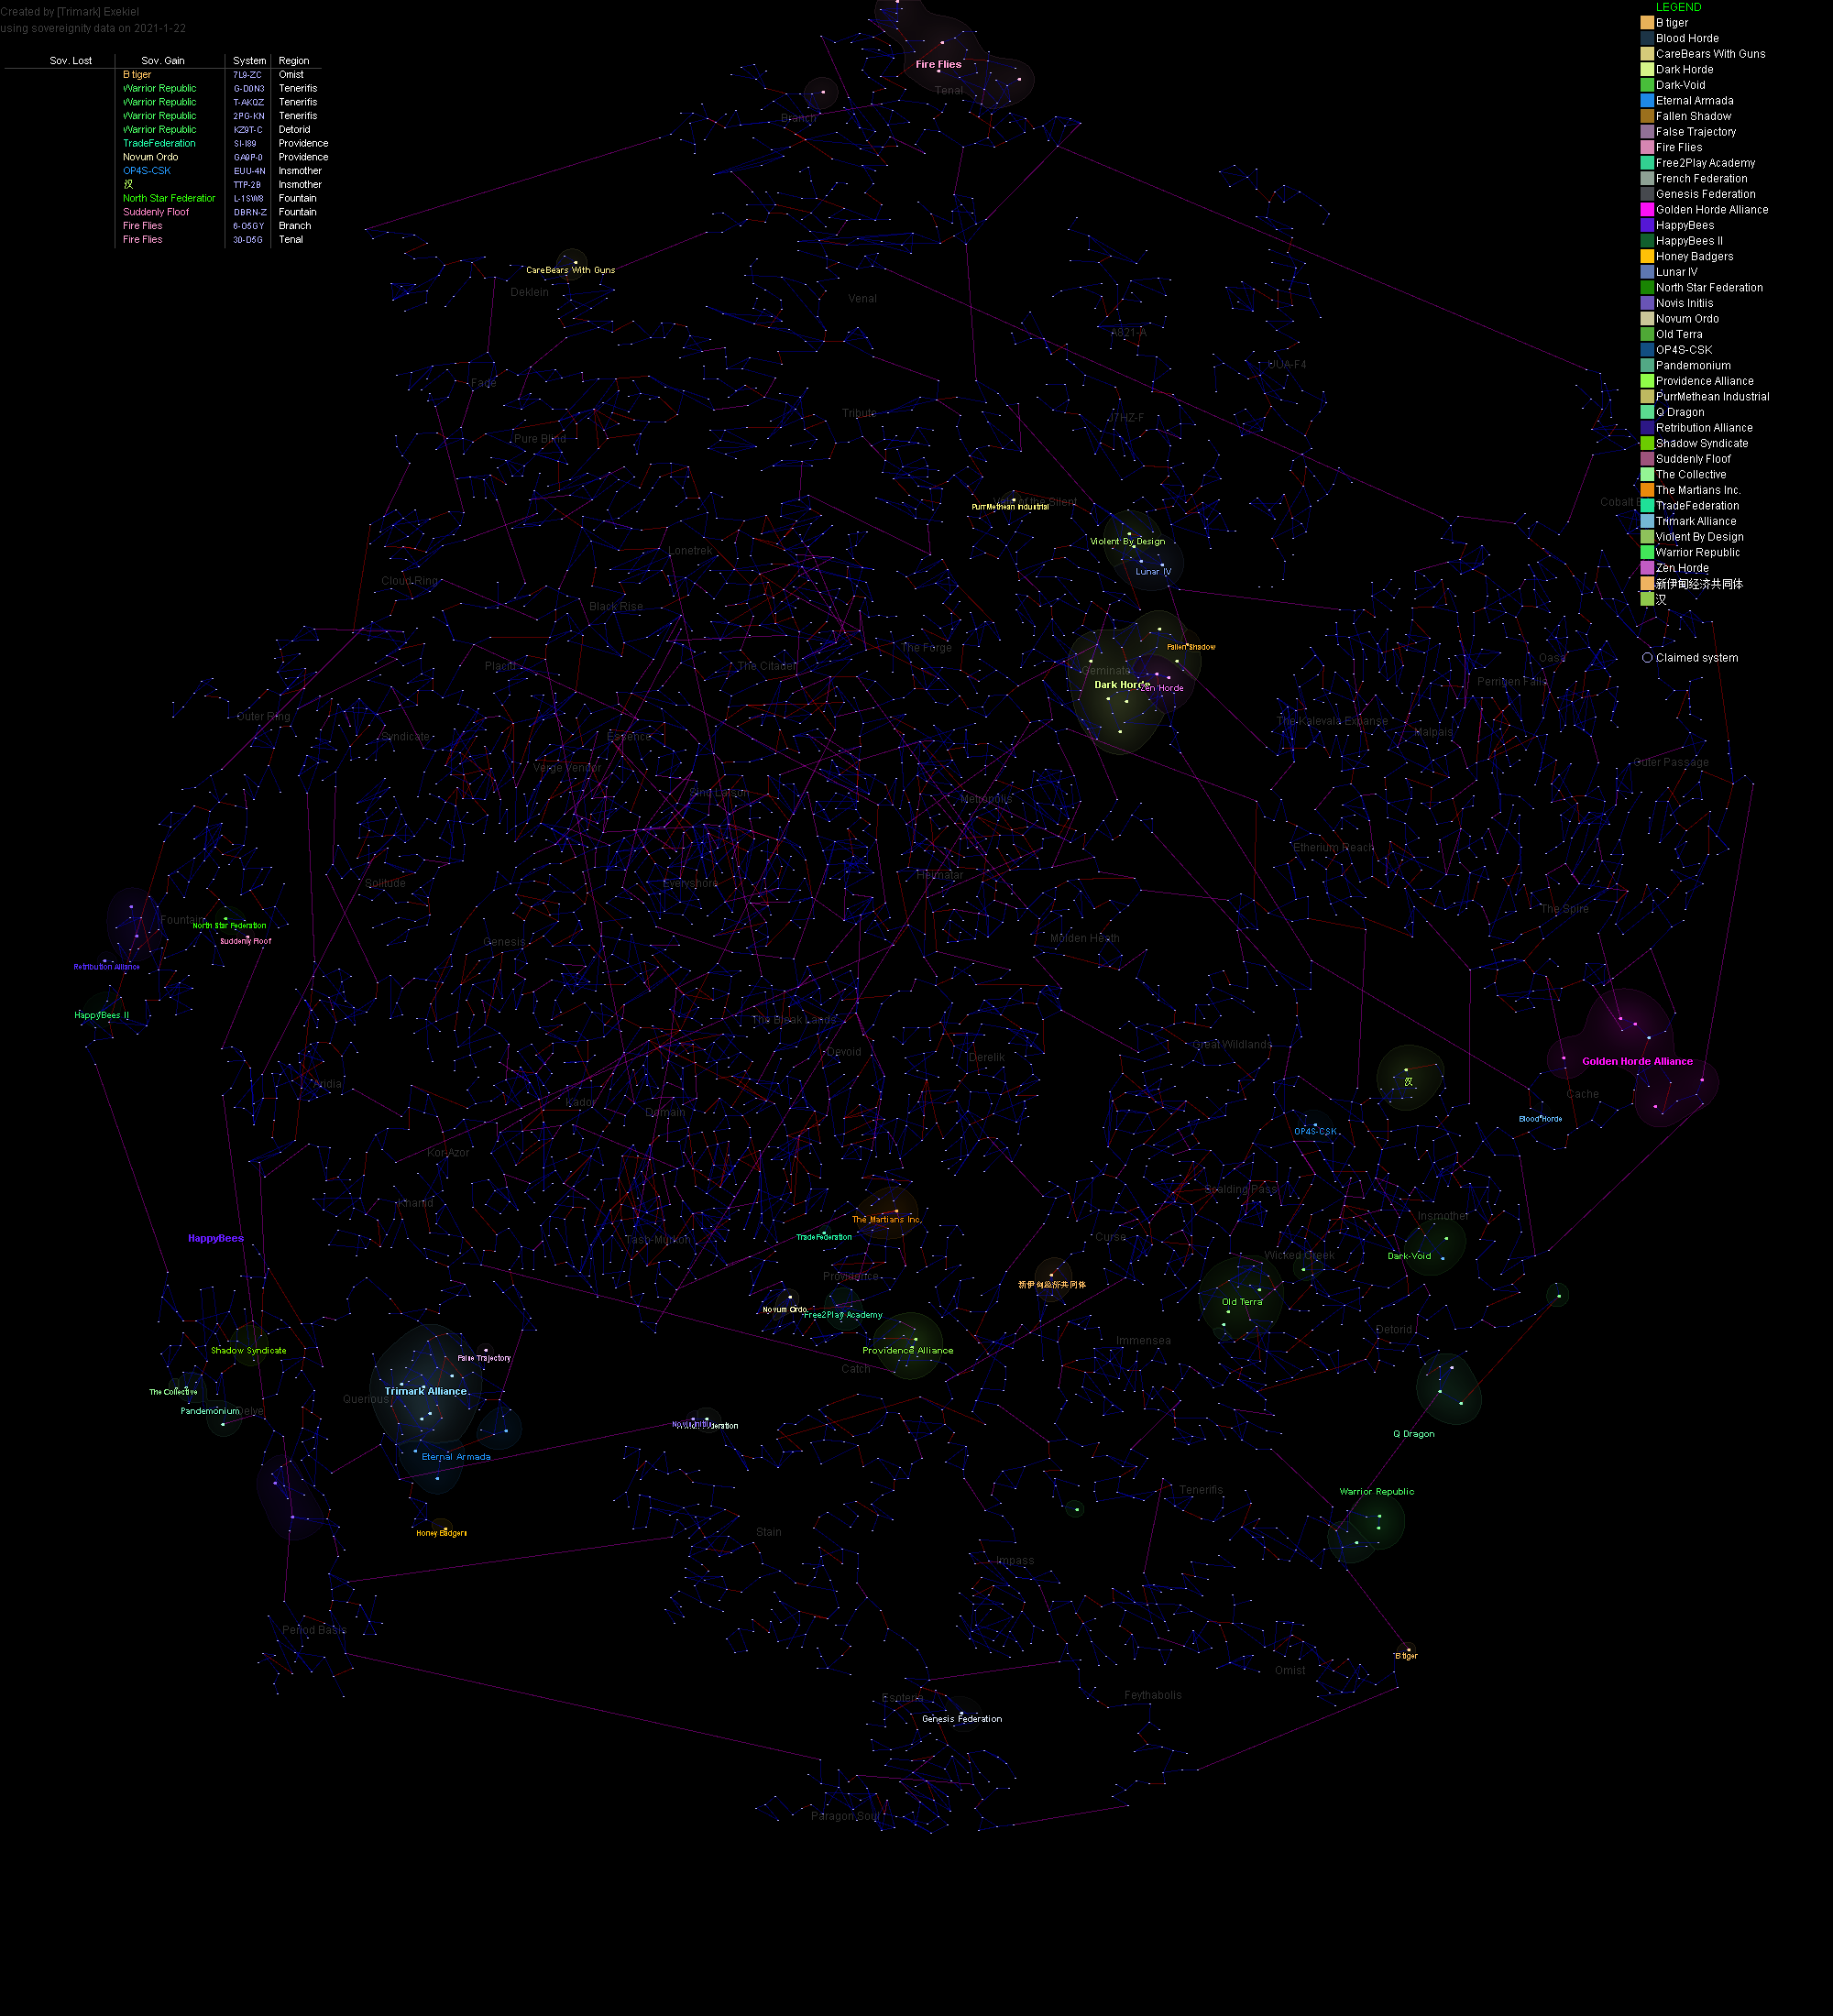 Created by [Trimark] Exekiel
using sovereignity data on 2021-1-22
Sov. Lost Sov. Gain System Region
B tiger 7L9-ZC Omist
Warrior Republic G-D0N3 Tenerifis
Warrior Republic T-AKQZ Tenerifis
Warrior Republic 2PG-KN Tenerifis
Warrior Republic KZ9T-C Detorid
TradeFederation SI-I89 Providence
Novum Ordo GA9P-0 Providence
OP4S-CSK EUU-4N Insmother
汉 TTP-2B Insmother
North Star Federation L-1SW8 Fountain
Suddenly Floof DBRN-Z Fountain
Fire Flies 6-O5GY Branch
Fire Flies 30-D5G Tenal
LEGEND
B tiger
Blood Horde
CareBears With Guns
Dark Horde
Dark-Void
Eternal Armada
Fallen Shadow
False Trajectory
Fire Flies
Free2Play Academy
French Federation
Genesis Federation
Golden Horde Alliance
HappyBees
HappyBees II
Honey Badgers
Lunar IV
North Star Federation
Novis Initiis
Novum Ordo
Old Terra
OP4S-CSK
Pandemonium
Providence Alliance
PurrMethean Industrial
Q Dragon
Retribution Alliance
Shadow Syndicate
Suddenly Floof
The Collective
The Martians Inc.
TradeFederation
Trimark Alliance
Violent By Design
Warrior Republic
Zen Horde
新伊甸经济共同体
汉
Claimed system
Fire Flies
Tenal
Branch
CareBears With Guns
Deklein
Venal
A821-A
UUA-F4
Fade
Tribute
J7HZ-F
Pure Blind
Vale of the Silent
PurrMethean Industrial
Cobalt
Violent By Design
Lonetrek
Lunar IV
Cloud Ring
Black Rise
The Forge
Fallen Shadow
Oasa
Placid
The Citadel
Geminate
Perrigen Falls
Dark Horde
Zen Horde
Outer Ring
The Kalevala Expanse
Syndicate
Essence
Malpais
Outer Passage
Verge Vendor
Sinq Laison
Metropolis
Etherium Reach
Solitude
Everyshore
Heimatar
The Spire
Fountain
North Star Federation
Suddenly Floof
Genesis
Molden Heath
Retribution Alliance
HappyBees II
The Bleak Lands
Great Wildlands
Devoid
Derelik
Golden Horde Alliance
Aridia
汉
Cache
Kador
Domain
Blood Horde
OP4S-CSK
Kor-Azor
Scalding Pass
Khanid
The Martians Inc.
Insmother
HappyBees
Tash-Murkon
TradeFederation
Curse
Wicked Creek
Dark-Void
Providence
新伊甸经济共同体
Novum Ordo
Free2Play Academy
Old Terra
Detorid
Immensea
Shadow Syndicate
False Trajectory
Providence Alliance
Catch
The Collective
Trimark Alliance
Querious
Pandemonium
Delve
Q Dragon
Eternal Armada
Tenerifis
Warrior Republic
Honey Badgers
Stain
Impass
Period Basis
B tiger
Omist
Feythabolis
Esoteria
Genesis Federation
Paragon Soul